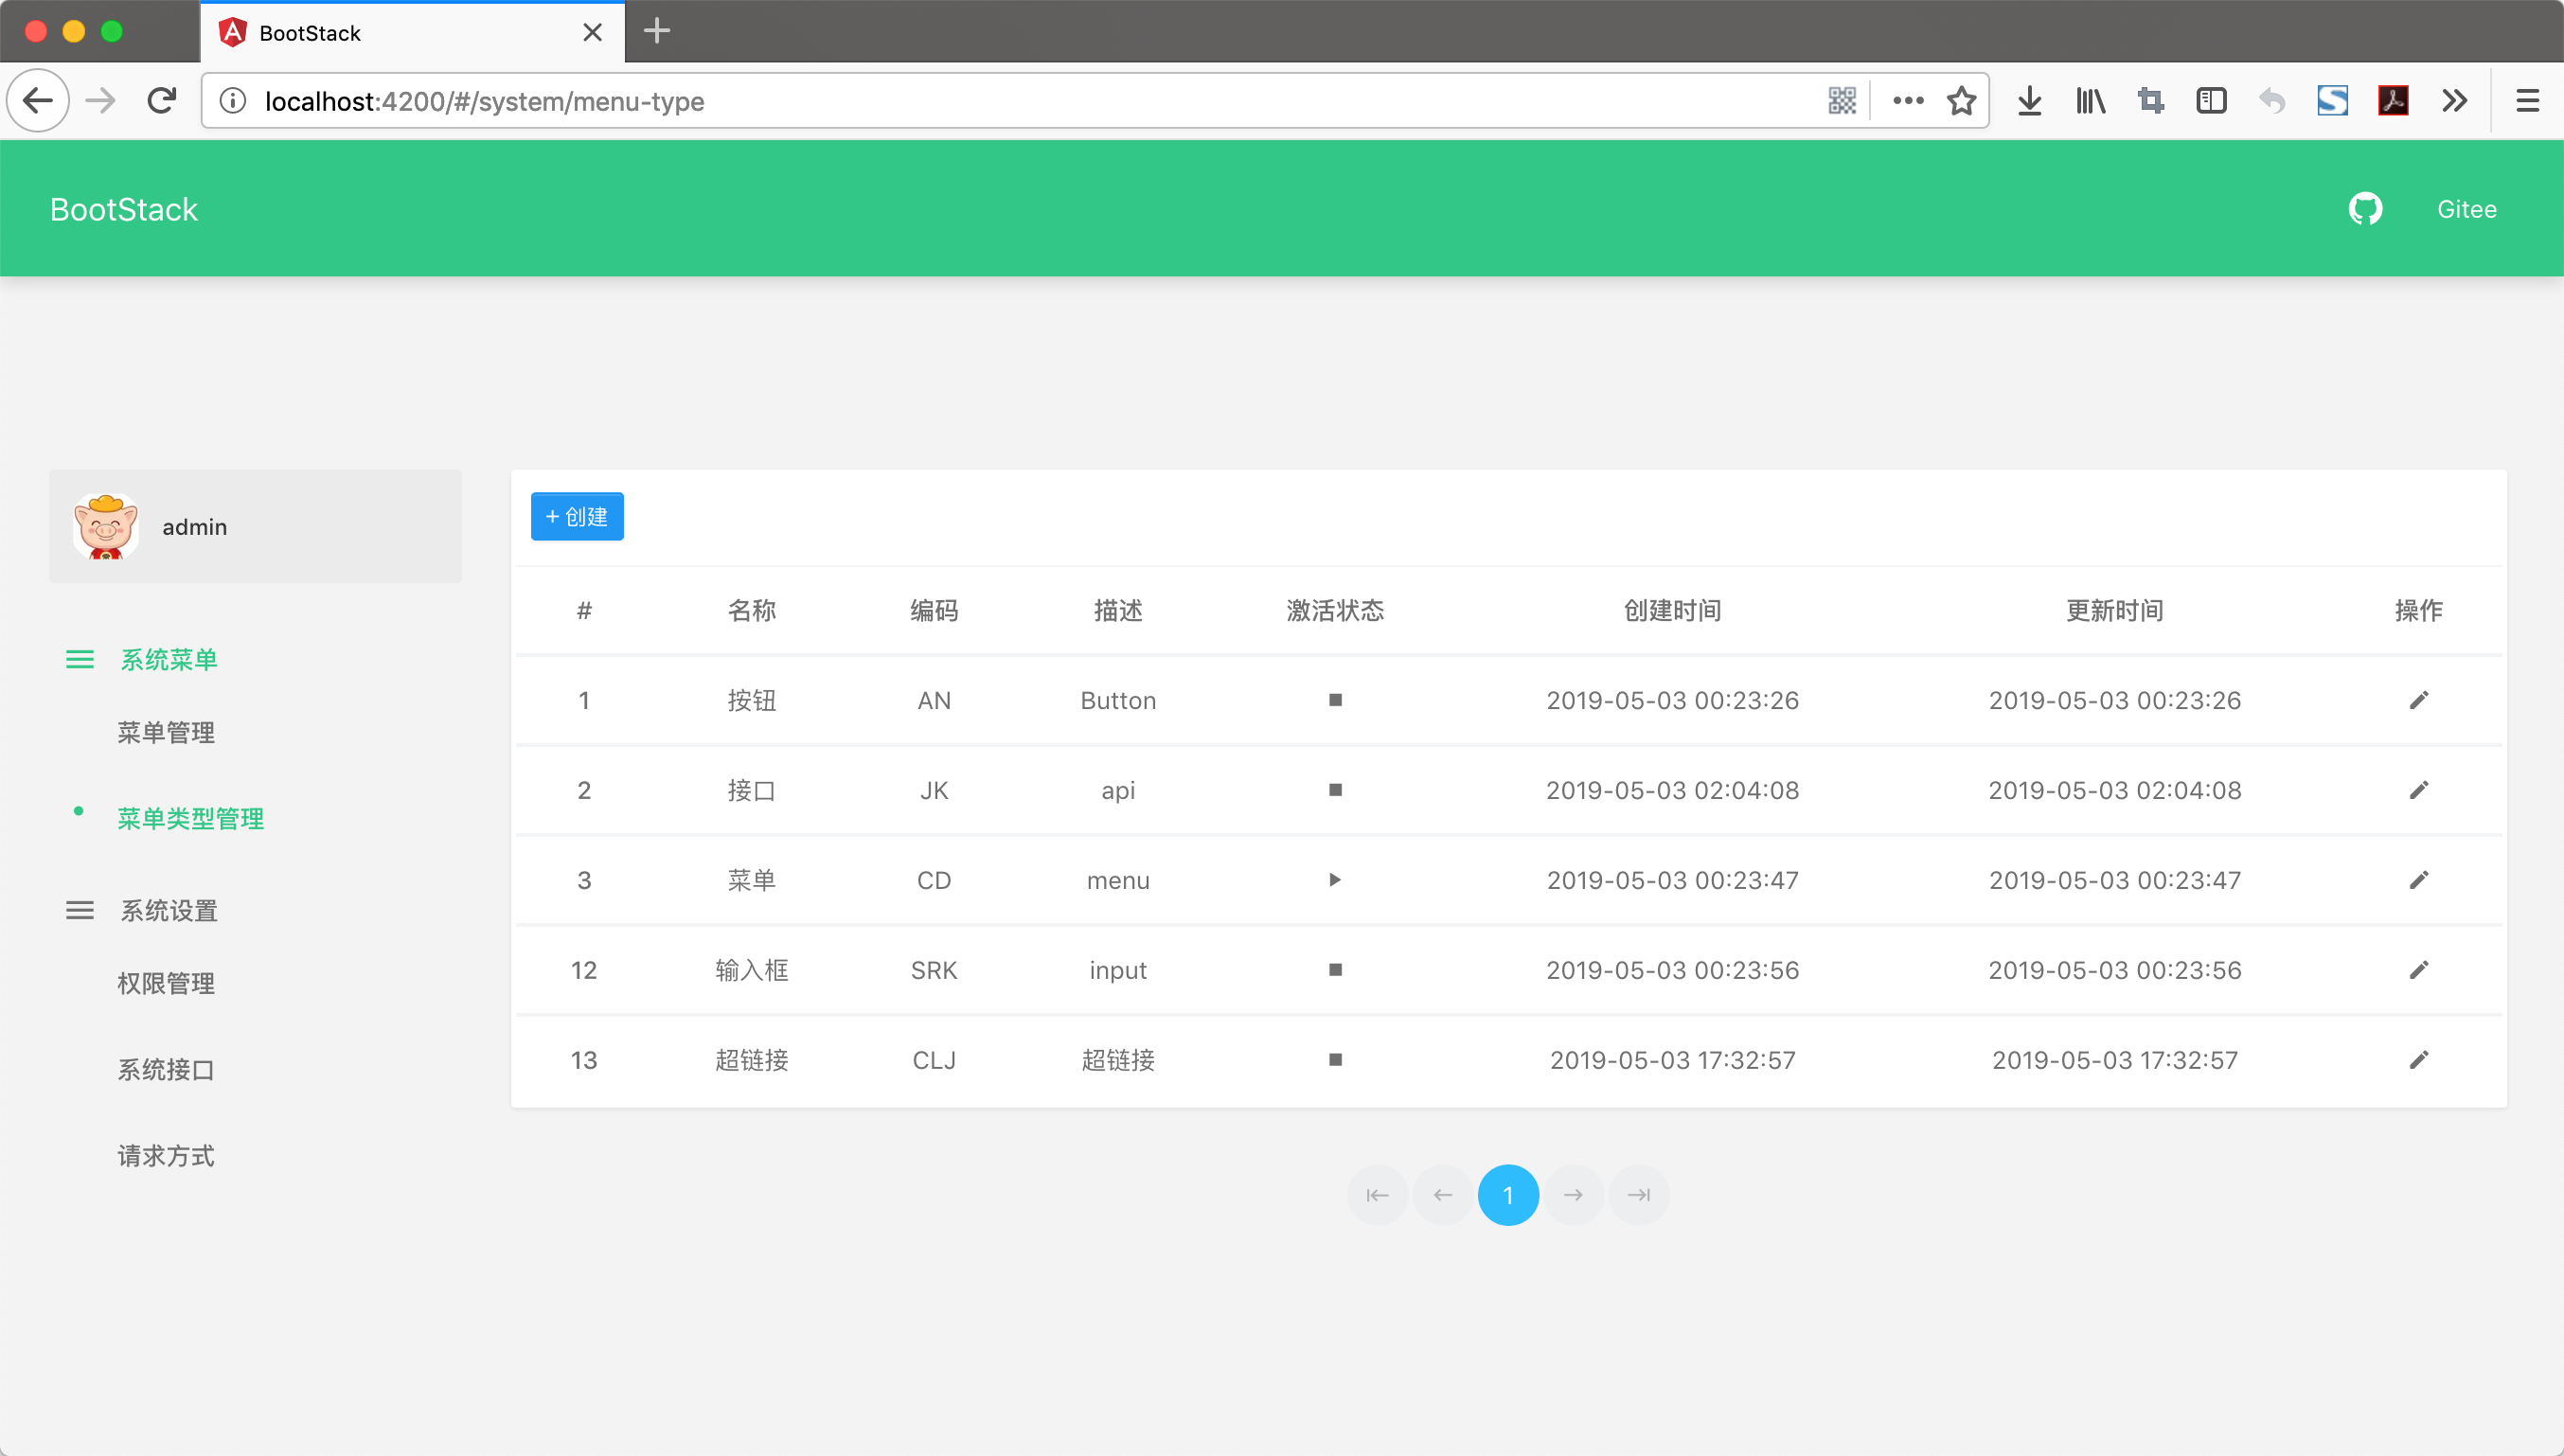 BootStack
localhost:4200/#/system/menu-type
BootStack
Gitee
admin
系统菜单
菜单管理
菜单类型管理
系统设置
权限管理
系统接口
请求方式
+ 创建
# 名称 编码 描述 激活状态 创建时间 更新时间 操作
1 按钮 AN Button 2019-05-03 00:23:26 2019-05-03 00:23:26
2 接口 JK api 2019-05-03 02:04:08 2019-05-03 02:04:08
3 菜单 CD menu 2019-05-03 00:23:47 2019-05-03 00:23:47
12 输入框 SRK input 2019-05-03 00:23:56 2019-05-03 00:23:56
13 超链接 CLJ 超链接 2019-05-03 17:32:57 2019-05-03 17:32:57
1